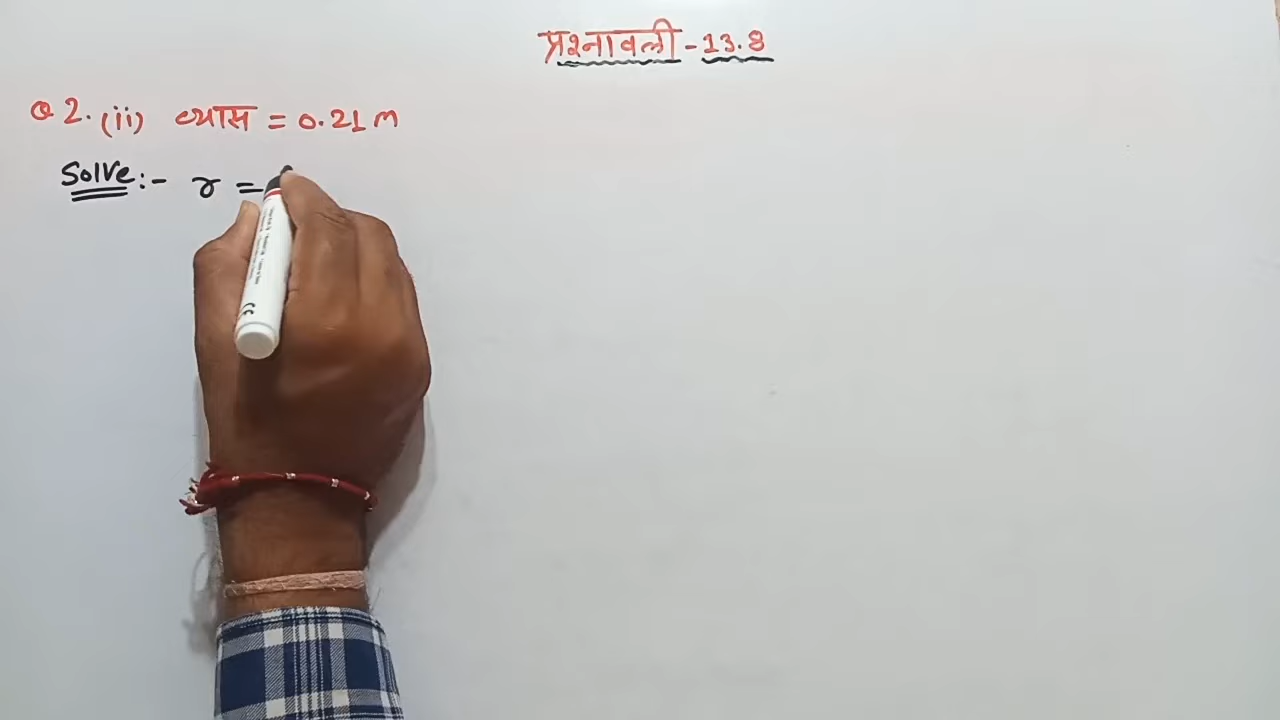 प्रश्नावली - 13.8
Q 2. (ii) व्यास = 0.21 m
Solve :- r =